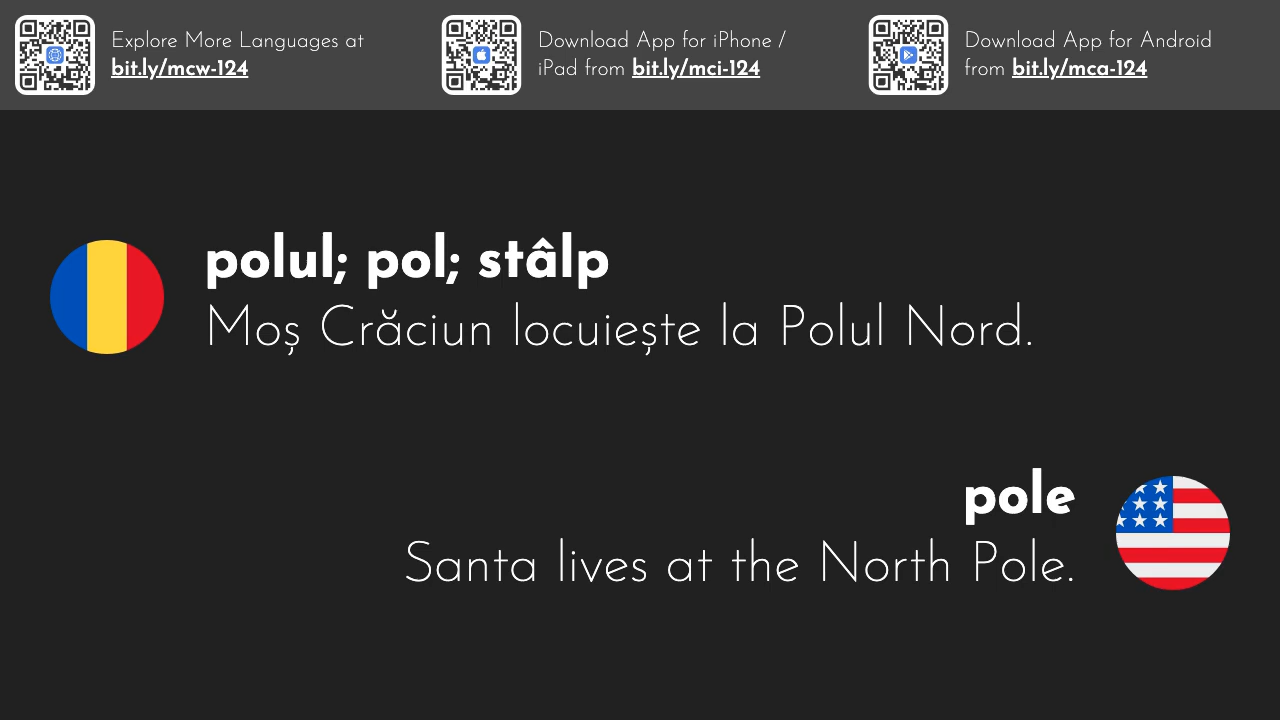 Explore More Languages at
bit.ly/mcw-124
Download App for iPhone /
iPad from bit.ly/mci-124
Download App for Android
from bit.ly/mca-124
polul; pol; stâlp
Moș Crăciun locuiește la Polul Nord.
pole
Santa lives at the North Pole.